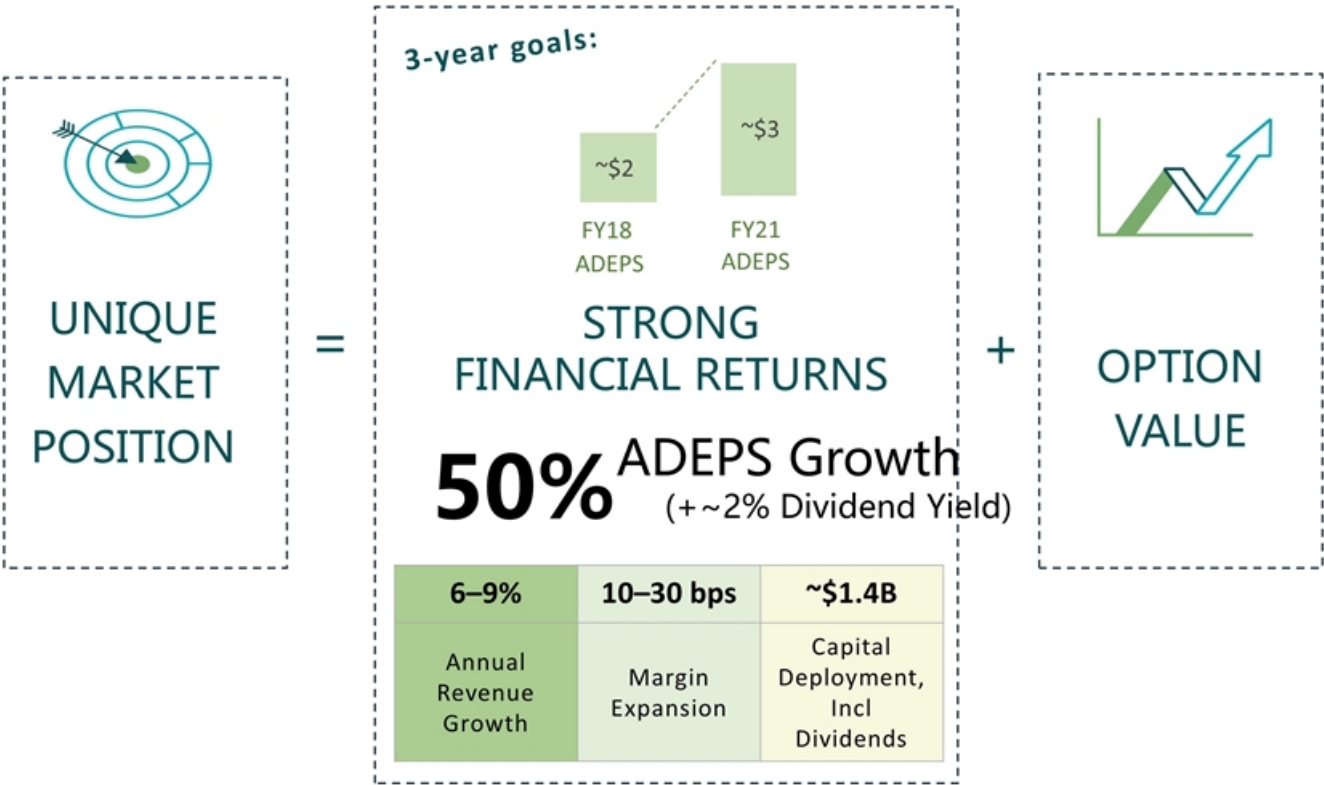 UNIQUE
MARKET
POSITION
=
3-year goals:
~$2
~$3
FY18
ADEPS
FY21
ADEPS
STRONG
FINANCIAL RETURNS
50% ADEPS Growth
(+~2% Dividend Yield)
6–9%
10–30 bps
~$1.4B
Annual
Revenue
Growth
Margin
Expansion
Capital
Deployment,
Incl
Dividends
+
OPTION
VALUE